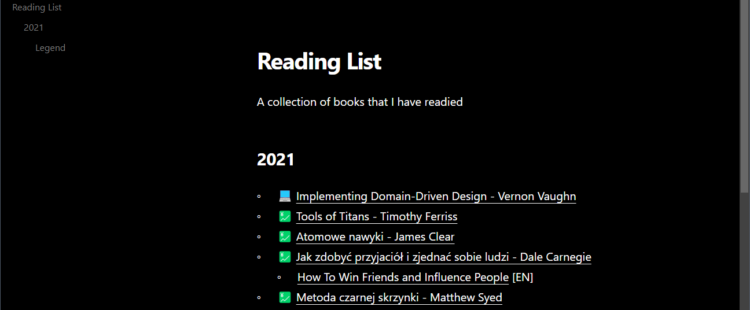 Reading List
2021
Legend
Reading List
A collection of books that I have readied
2021
Implementing Domain-Driven Design - Vernon Vaughn
Tools of Titans - Timothy Ferriss
Atomowe nawyki - James Clear
Jak zdobyć przyjaciół i zjednać sobie ludzi - Dale Carnegie
How To Win Friends and Influence People [EN]
Metoda czarnej skrzynki - Matthew Syed